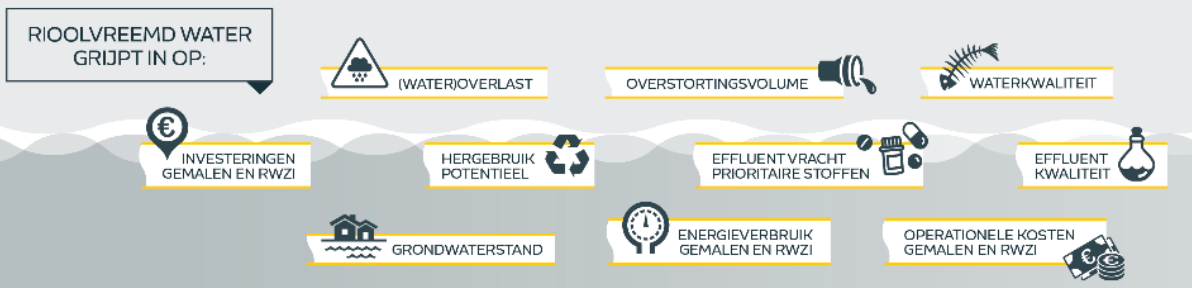 RIOOLVREEMD WATER
GRIJPT IN OP:
(WATER)OVERLAST
OVERSTORTINGSVOLUME
WATERKWALITEIT
€
INVESTERINGEN
GEMALEN EN RWZI
HERGEBRUIK
POTENTIEEL
EFFLUENT VRACHT
PRIORITAIRE STOFFEN
EFFLUENT
KWALITEIT
GRONDWATERSTAND
ENERGIEVERBRUIK
GEMALEN EN RWZI
OPERATIONELE KOSTEN
GEMALEN EN RWZI
€